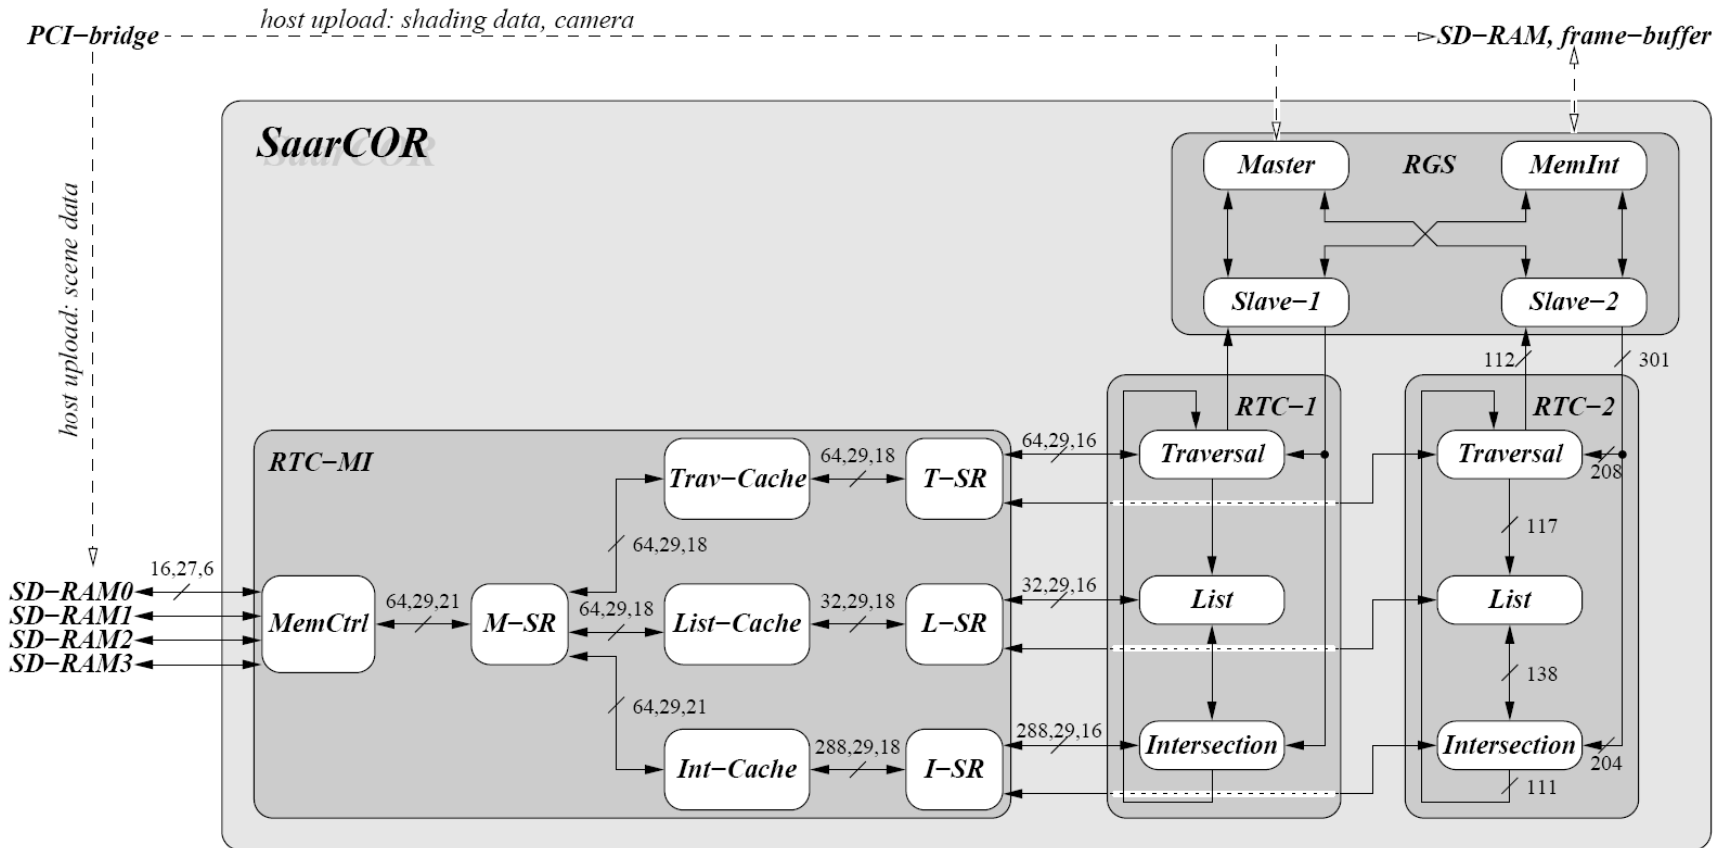 host upload: shading data, camera
PCI−bridge
SD−RAM, frame−buffer
host upload: scene data
SaarCOR
Master
RGS
MemInt
Slave−1
Slave−2
112
301
RTC−1
RTC−2
RTC−MI
Trav−Cache
64,29,18
T−SR
64,29,16
Traversal
Traversal
208
64,29,18
117
16,27,6
SD−RAM0
SD−RAM1
SD−RAM2
SD−RAM3
MemCtrl
64,29,21
M−SR
64,29,18
List−Cache
32,29,18
L−SR
32,29,16
List
List
138
64,29,21
Int−Cache
288,29,18
I−SR
288,29,16
Intersection
Intersection
204
111